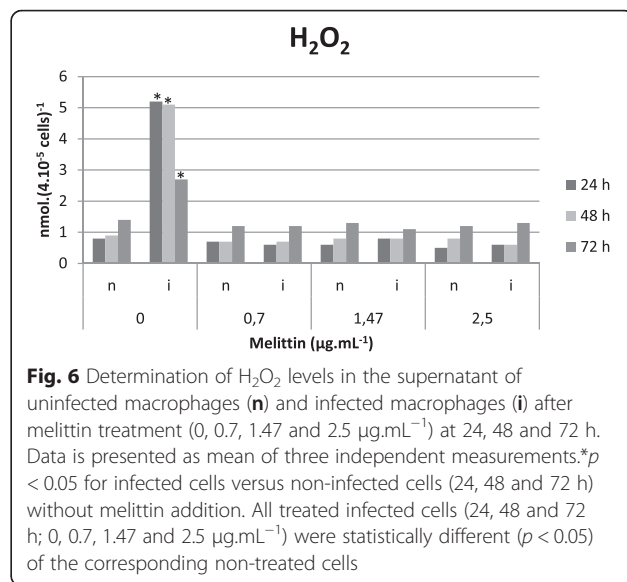 H₂O₂
6
5
4
3
2
1
0
nmol.(4.10⁻⁵ cells)⁻¹
* *
*
24 h
48 h
72 h
n i n i n i n i
0 0,7 1,47 2,5
Melittin (µg.mL⁻¹)
Fig. 6 Determination of H₂O₂ levels in the supernatant of
uninfected macrophages (n) and infected macrophages (i) after
melittin treatment (0, 0.7, 1.47 and 2.5 µg.mL⁻¹) at 24, 48 and 72 h.
Data is presented as mean of three independent measurements.*p
< 0.05 for infected cells versus non-infected cells (24, 48 and 72 h)
without melittin addition. All treated infected cells (24, 48 and 72
h; 0, 0.7, 1.47 and 2.5 µg.mL⁻¹) were statistically different (p < 0.05)
of the corresponding non-treated cells